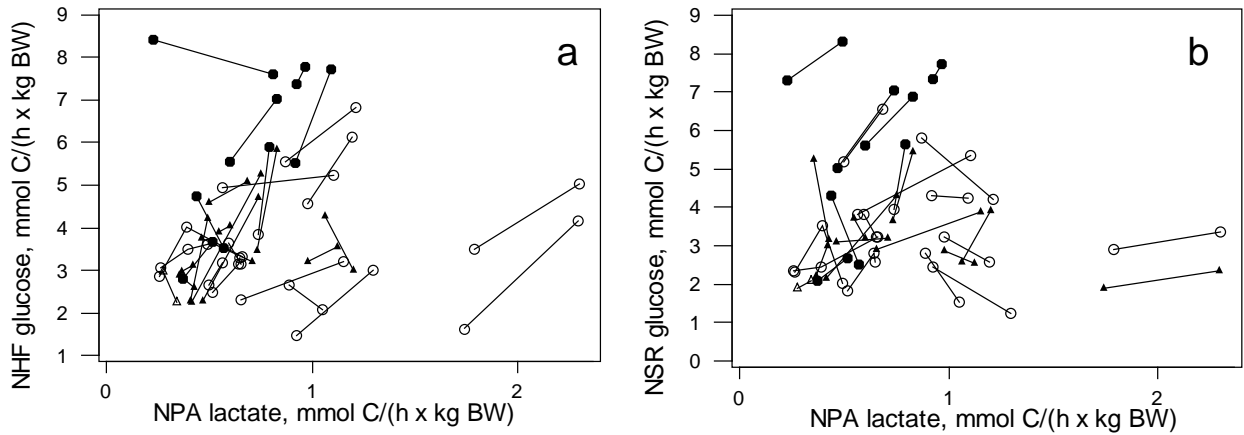 a
NHF glucose, mmol C/(h x kg BW)
9
8
7
6
5
4
3
2
1
0 1 2
NPA lactate, mmol C/(h x kg BW)
b
NSR glucose, mmol C/(h x kg BW)
9
8
7
6
5
4
3
2
1
0
0 1 2
NPA lactate, mmol C/(h x kg BW)